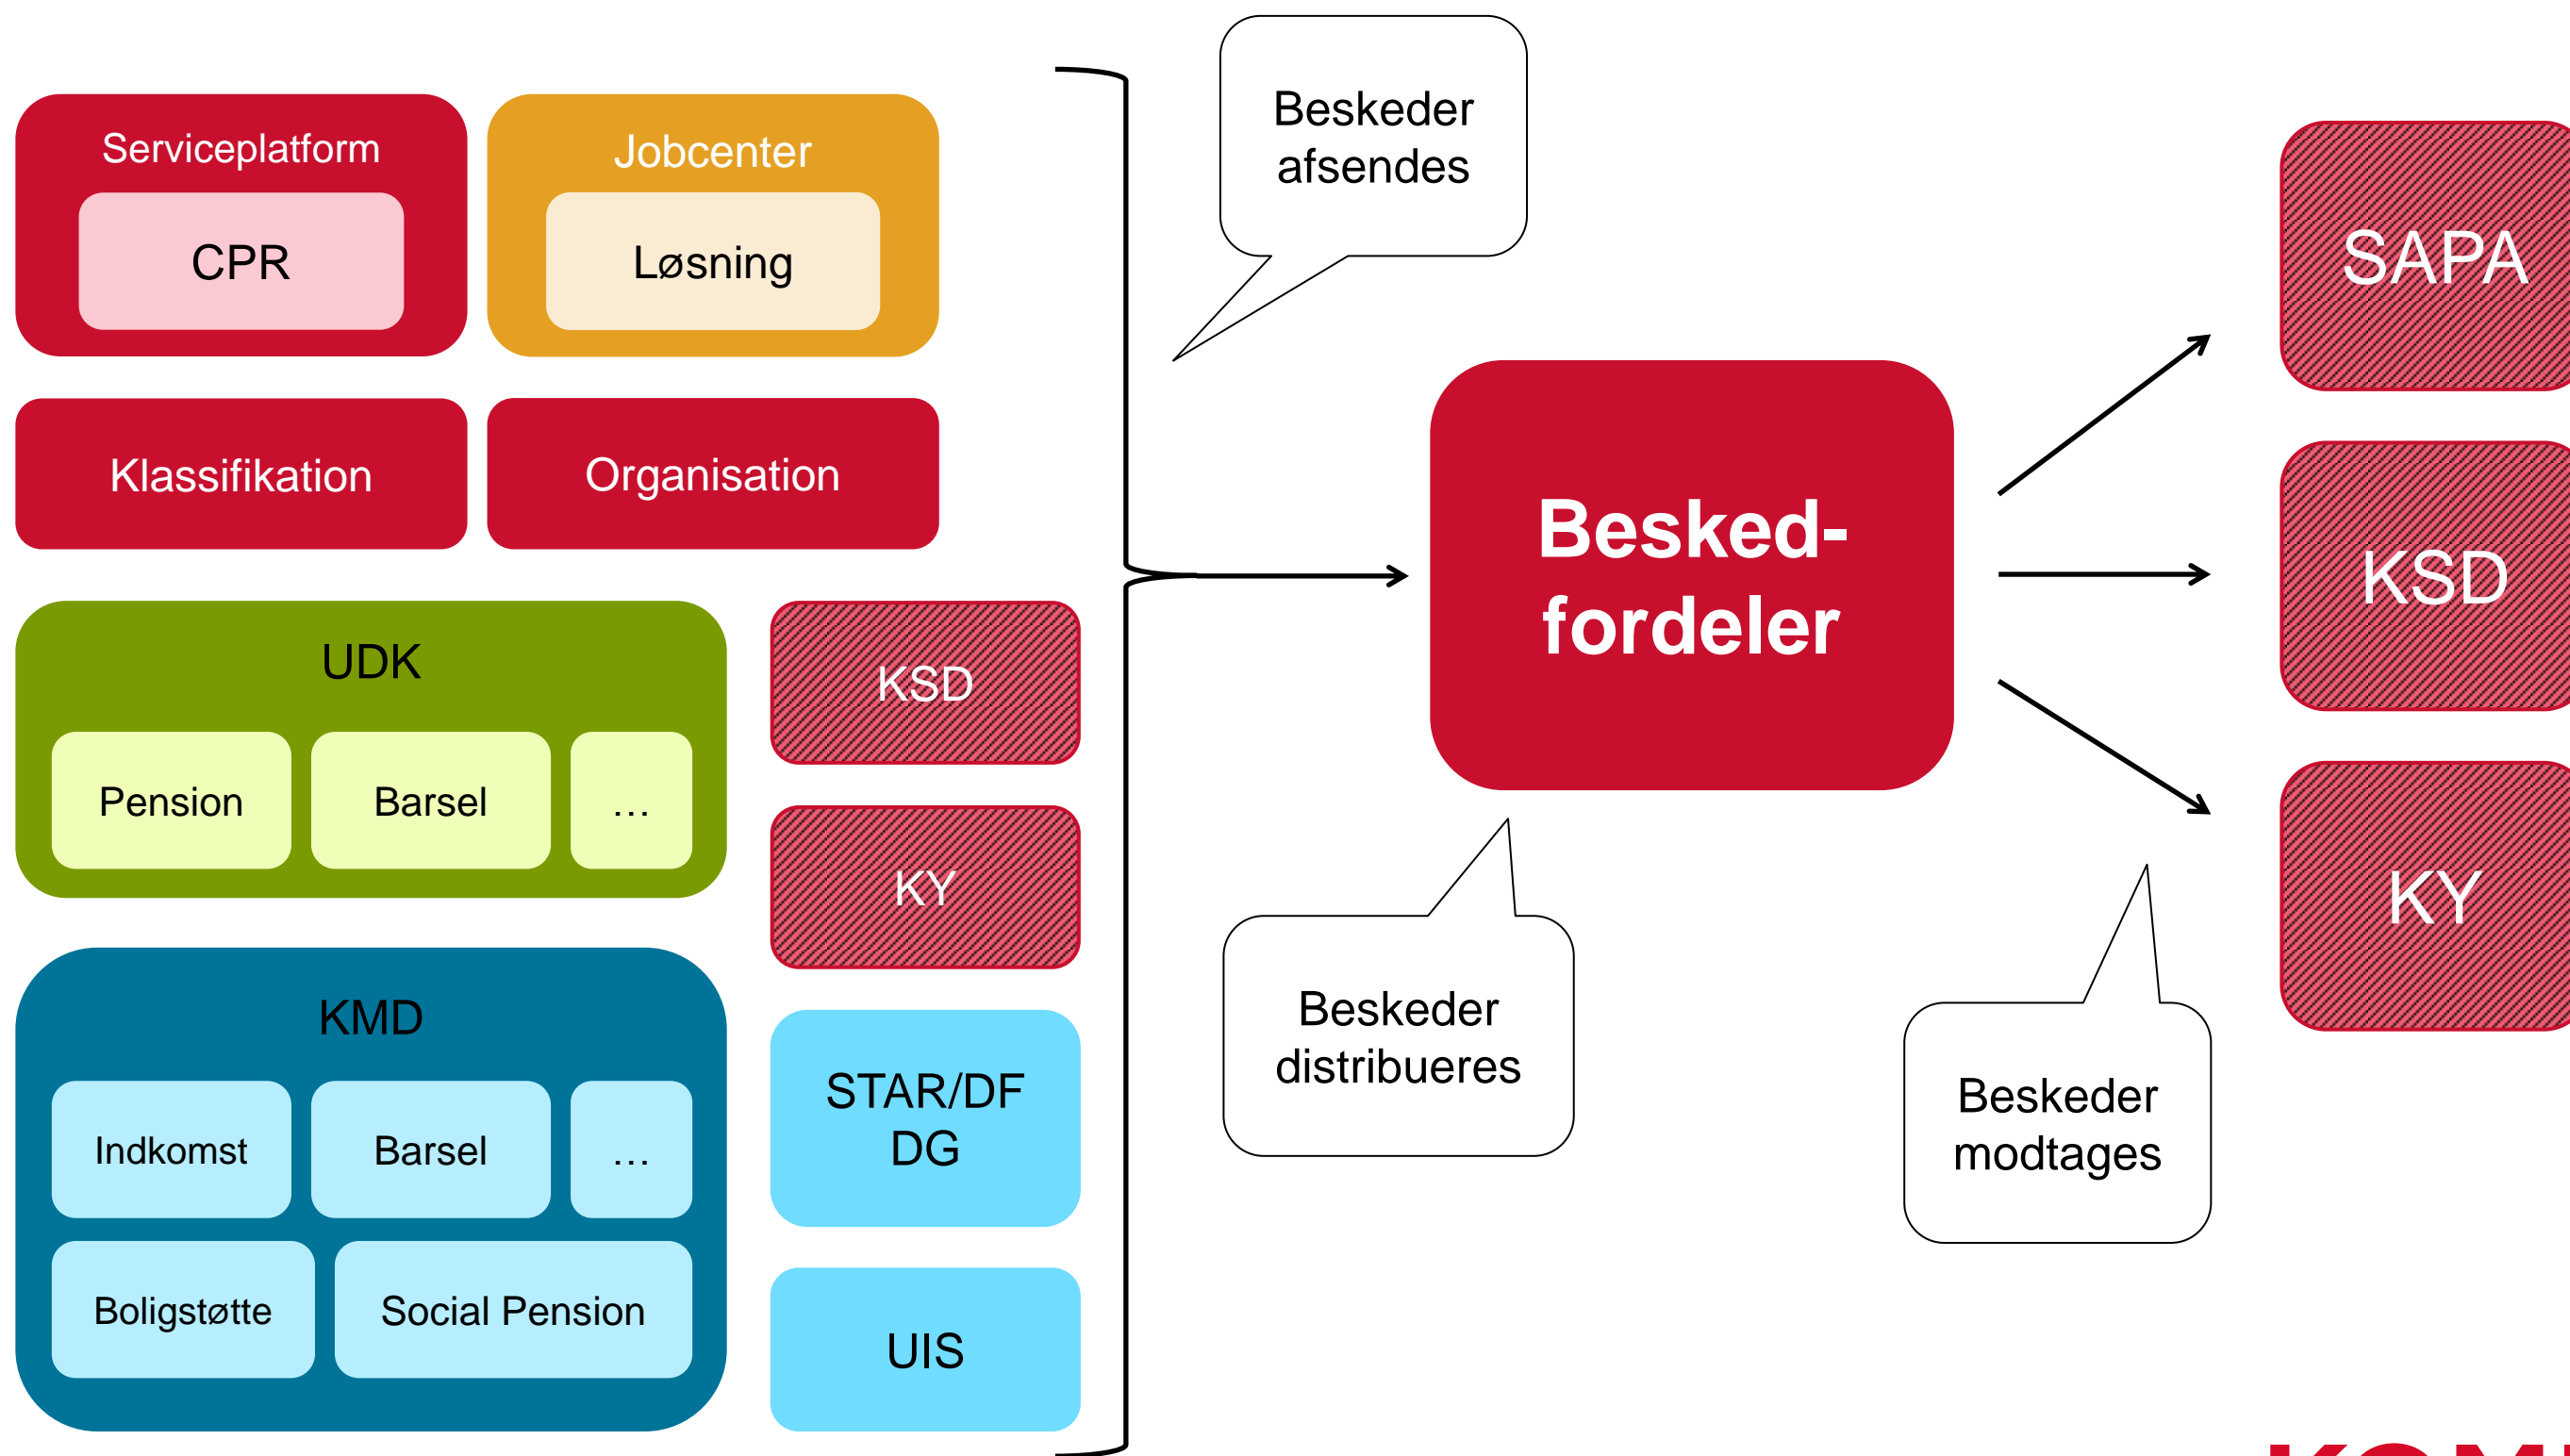 Serviceplatform
CPR
Jobcenter
Løsning
Klassifikation
Organisation
UDK
Pension
Barsel
…
KSD
KY
KMD
Indkomst
Barsel
…
Boligstøtte
Social Pension
STAR/DF
DG
UIS
Beskeder
afsendes
Besked-
fordeler
Beskeder
distribueres
Beskeder
modtages
SAPA
KSD
KY